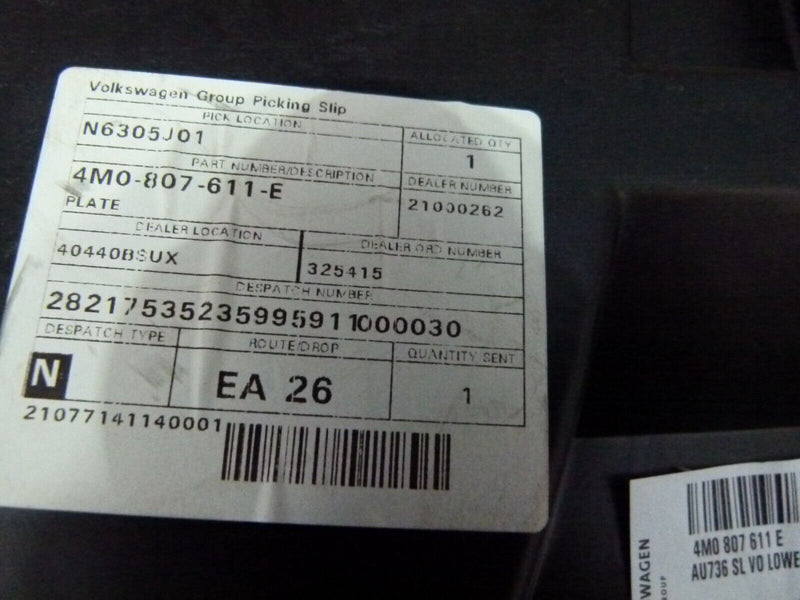 Volkswagen Group Picking Slip
PICK LOCATION
N6305J01
ALLOCATED QTY
1
PART NUMBER/DESCRIPTION
4M0-807-611-E
PLATE
DEALER NUMBER
21000262
DEALER LOCATION
40440BSUX
DEALER ORD NUMBER
325415
DESPATCH NUMBER
2821753523599591​1000030
DESPATCH TYPE
N
ROUTE/DROP
EA 26
QUANTITY SENT
1
21077141140001
4M0 807 611 E
AU736 SL VO LOWE
WAGEN
ROUP